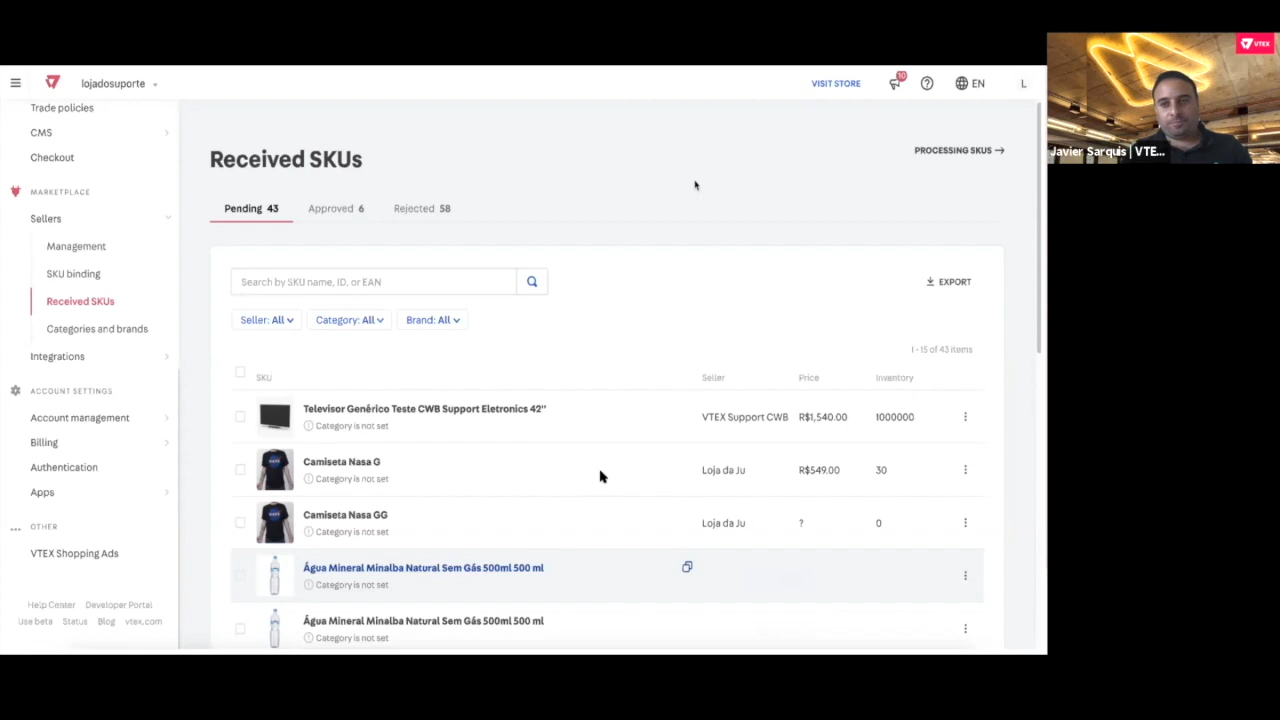 lojadosuporte
VISIT STORE
10
EN
L
Trade policies
CMS
Checkout
MARKETPLACE
Sellers
Management
SKU binding
Received SKUs
Categories and brands
Integrations
ACCOUNT SETTINGS
Account management
Billing
Authentication
Apps
OTHER
VTEX Shopping Ads
Help Center Developer Portal
Use beta Status Blog vtex.com
Received SKUs
PROCESSING SKUS →
Pending 43 Approved 6 Rejected 58
Search by SKU name, ID, or EAN
EXPORT
Seller: All Category: All Brand: All
1 - 15 of 43 items
SKU Seller Price Inventory
Televisor Genérico Teste CWB Support Eletronics 42''
Category is not set
VTEX Support CWB R$1,540.00 1000000
Camiseta Nasa G
Category is not set
Loja da Ju R$549.00 30
Camiseta Nasa GG
Category is not set
Loja da Ju ? 0
Água Mineral Minalba Natural Sem Gás 500ml 500 ml
Category is not set
Água Mineral Minalba Natural Sem Gás 500ml 500 ml
Category is not set
VTEX
Javier Sarquis | VTE...